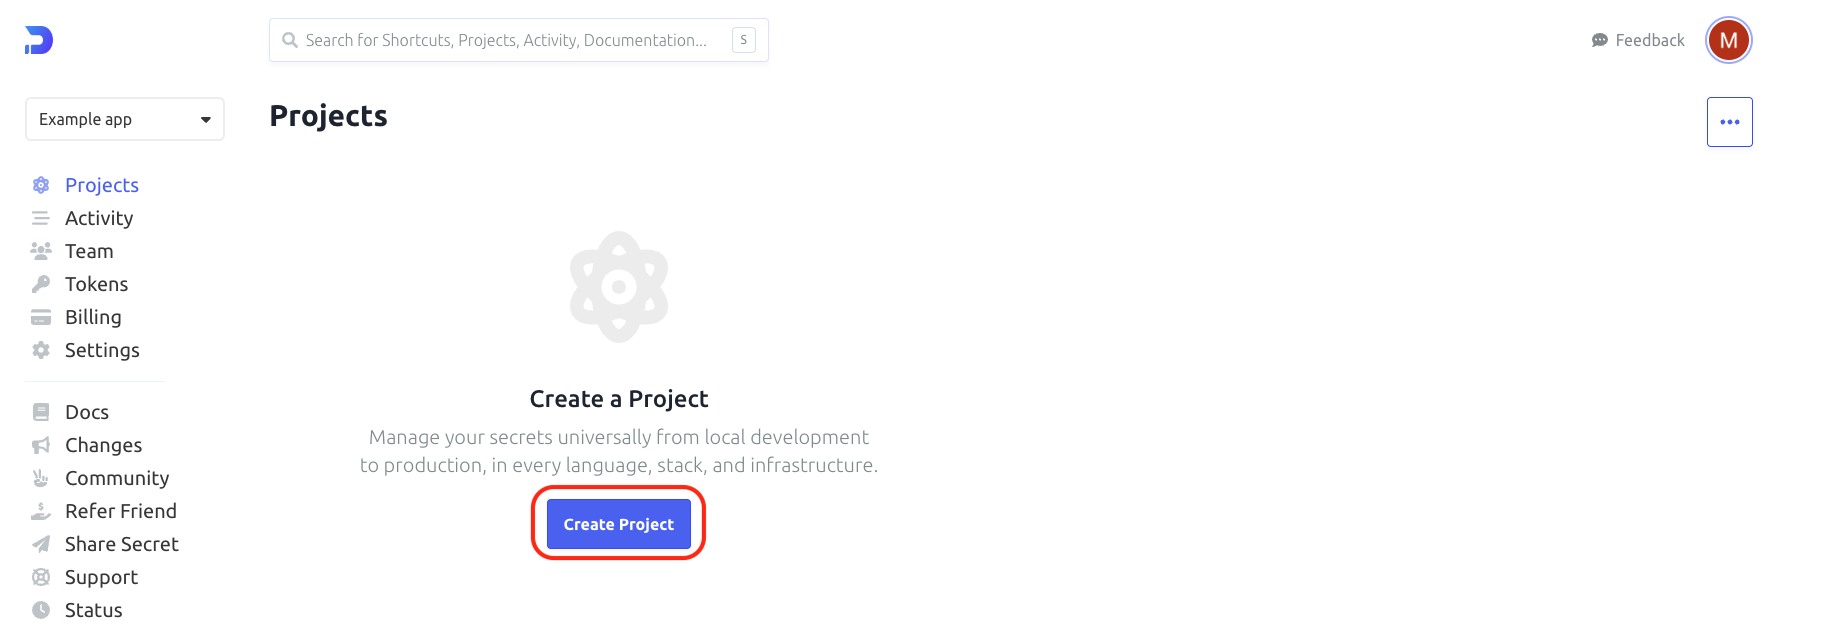 Search for Shortcuts, Projects, Activity, Documentation...
S
Feedback
M
Example app
Projects
Activity
Team
Tokens
Billing
Settings
Docs
Changes
Community
Refer Friend
Share Secret
Support
Status
Projects
Create a Project
Manage your secrets universally from local development
to production, in every language, stack, and infrastructure.
Create Project